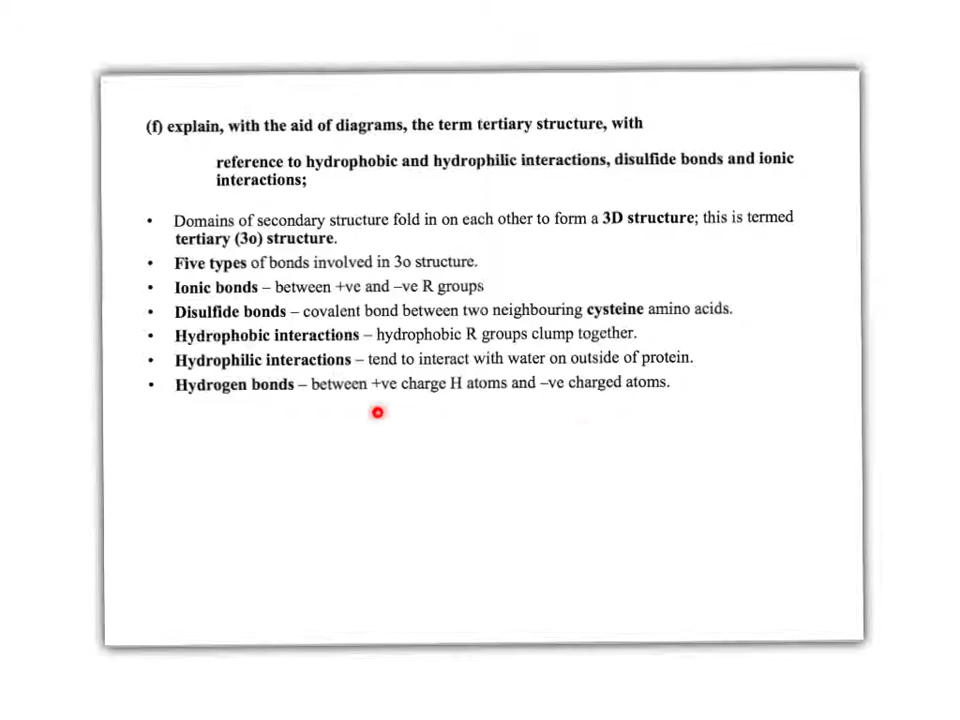 (f) explain, with the aid of diagrams, the term tertiary structure, with
reference to hydrophobic and hydrophilic interactions, disulfide bonds and ionic
interactions;
• Domains of secondary structure fold in on each other to form a 3D structure; this is termed
tertiary (3o) structure.
• Five types of bonds involved in 3o structure.
• Ionic bonds – between +ve and –ve R groups
• Disulfide bonds – covalent bond between two neighbouring cysteine amino acids.
• Hydrophobic interactions – hydrophobic R groups clump together.
• Hydrophilic interactions – tend to interact with water on outside of protein.
• Hydrogen bonds – between +ve charge H atoms and –ve charged atoms.